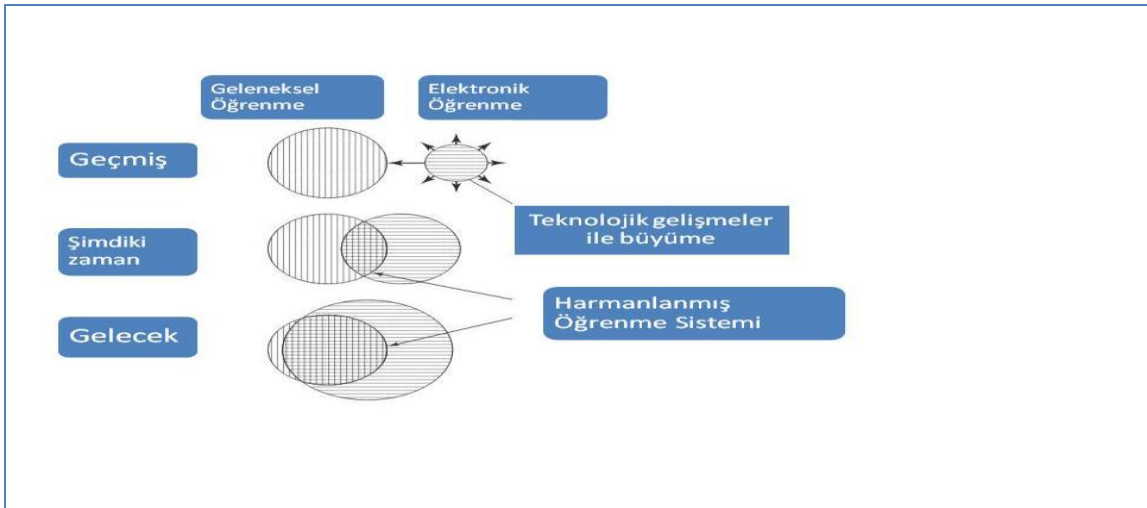 Geleneksel
Öğrenme
Elektronik
Öğrenme
Geçmiş
Teknolojik gelişmeler
ile büyüme
Şimdiki
zaman
Harmanlanmış
Öğrenme Sistemi
Gelecek